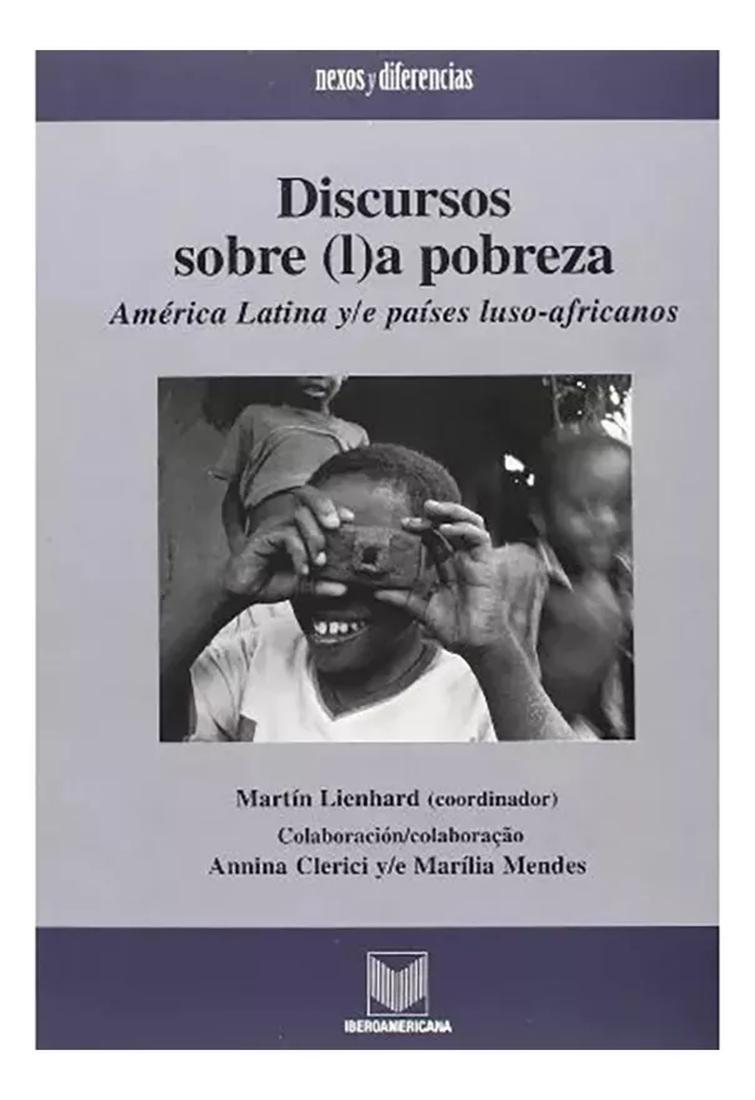 nexos y diferencias
Discursos
sobre (l)a pobreza
América Latina y/e países luso-africanos
Martín Lienhard (coordinador)
Colaboración/colaboração
Annina Clerici y/e Marília Mendes
IBEROAMERICANA